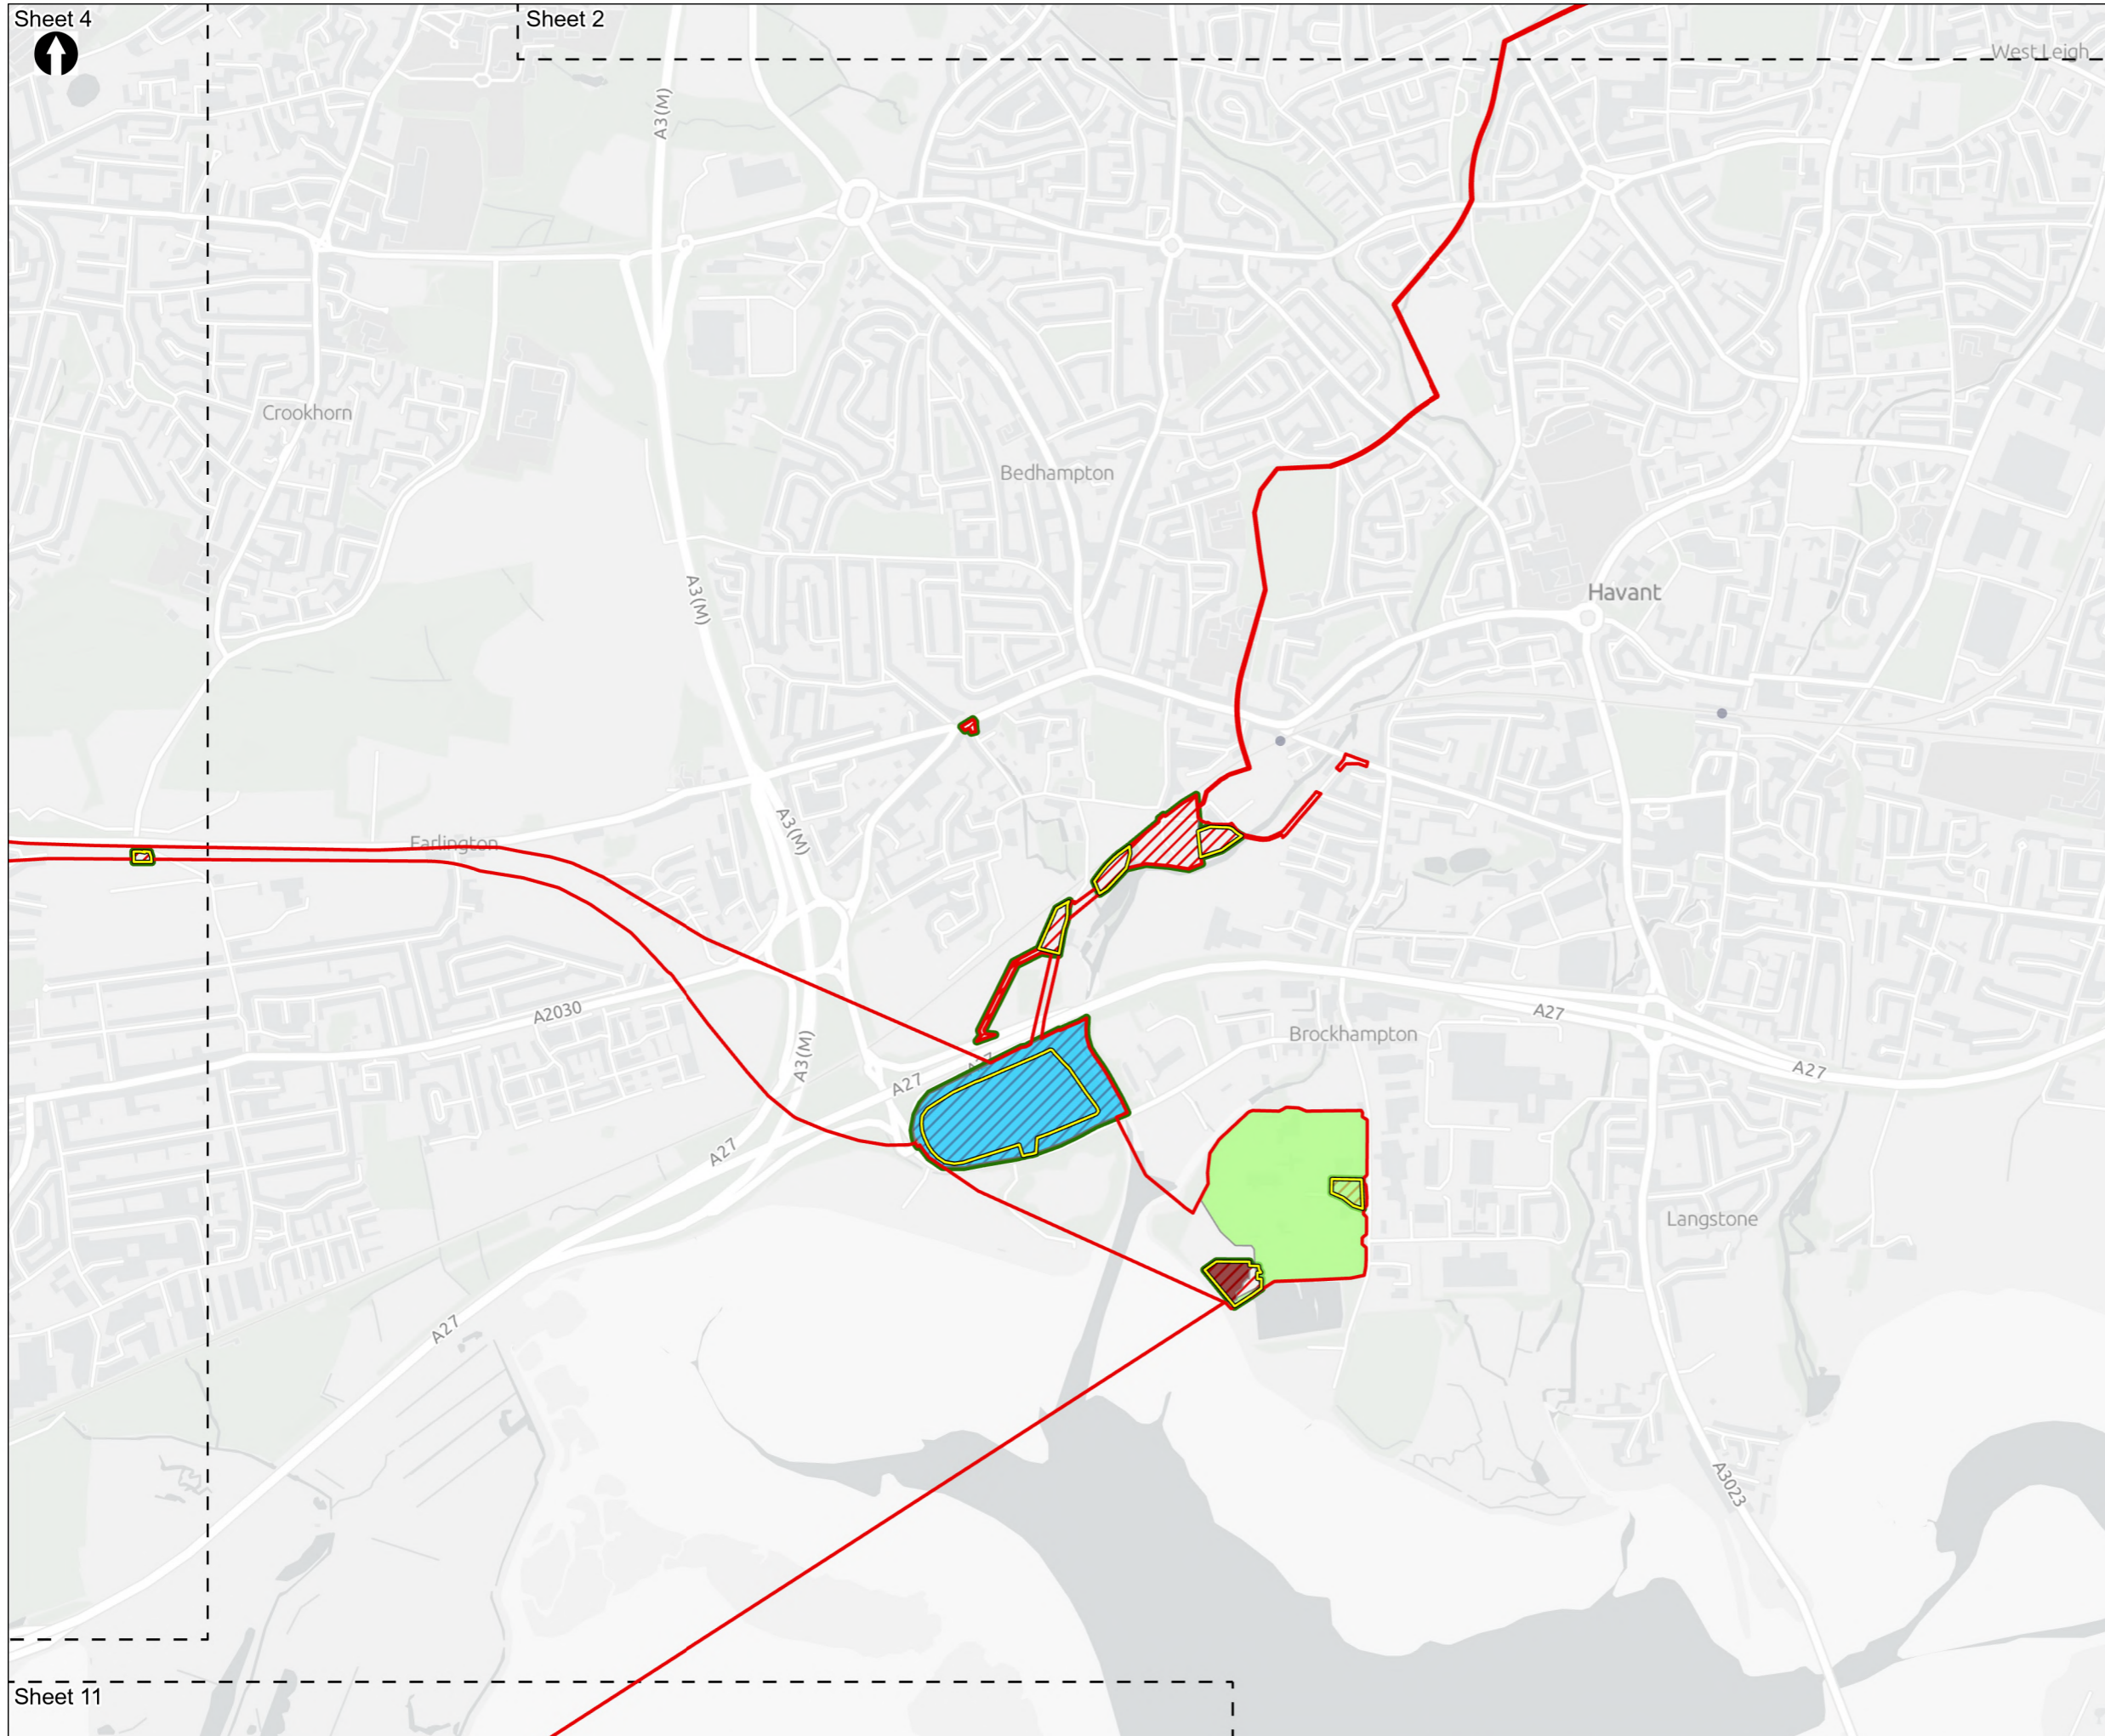 Sheet 4
Sheet 2
West Leigh
A3(M)
Crookhorn
Bedhampton
A3(M)
Havant
A3(M)
Farlington
A2030
A27
A3(M)
Brockhampton
A27
A27
A27
Langstone
A27
A3023
Sheet 11